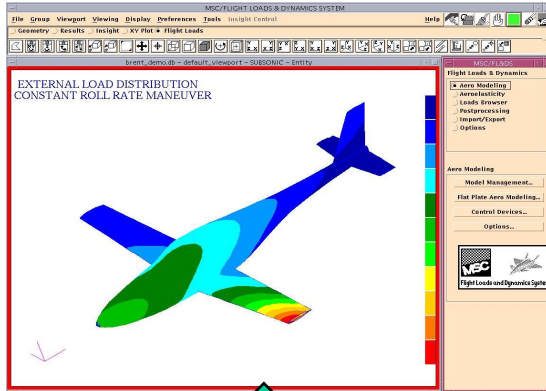 MSC/FLIGHT LOADS & DYNAMICS SYSTEM
File Group Viewport Viewing Display Preferences Tools Insight Control Help
Geometry Results Insight XY Plot Flight Loads
brent_demo.db - default_viewport - SUBSONIC - Entity
MSC/FL&DS
EXTERNAL LOAD DISTRIBUTION
CONSTANT ROLL RATE MANEUVER
Flight Loads & Dynamics
Aero Modeling
Aeroelasticity
Loads Browser
Postprocessing
Import/Export
Options
Aero Modeling
Model Management...
Flat Plate Aero Modeling...
Control Devices...
Options...
MSC
Flight Loads and Dynamics System